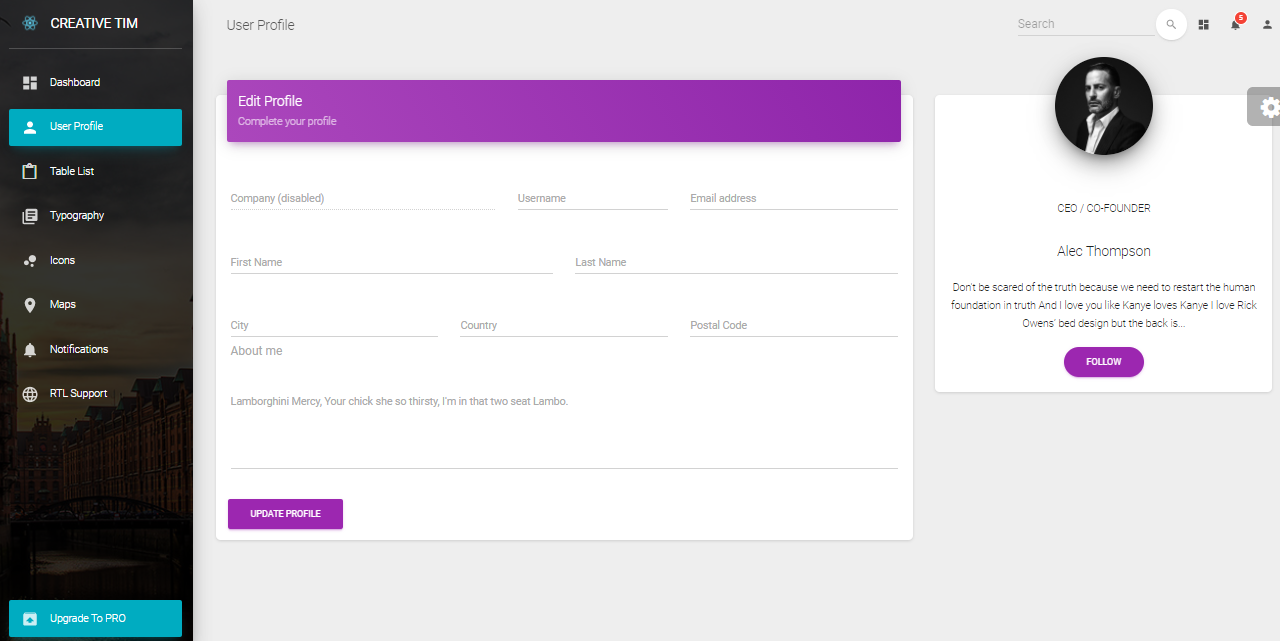 CREATIVE TIM
Dashboard
User Profile
Table List
Typography
Icons
Maps
Notifications
RTL Support
Upgrade To PRO
User Profile
Search
5
Edit Profile
Complete your profile
Company (disabled)
Username
Email address
First Name
Last Name
City
Country
Postal Code
About me
Lamborghini Mercy, Your chick she so thirsty, I'm in that two seat Lambo.
UPDATE PROFILE
CEO / CO-FOUNDER
Alec Thompson
Don't be scared of the truth because we need to restart the human
foundation in truth And I love you like Kanye loves Kanye I love Rick
Owens' bed design but the back is...
FOLLOW